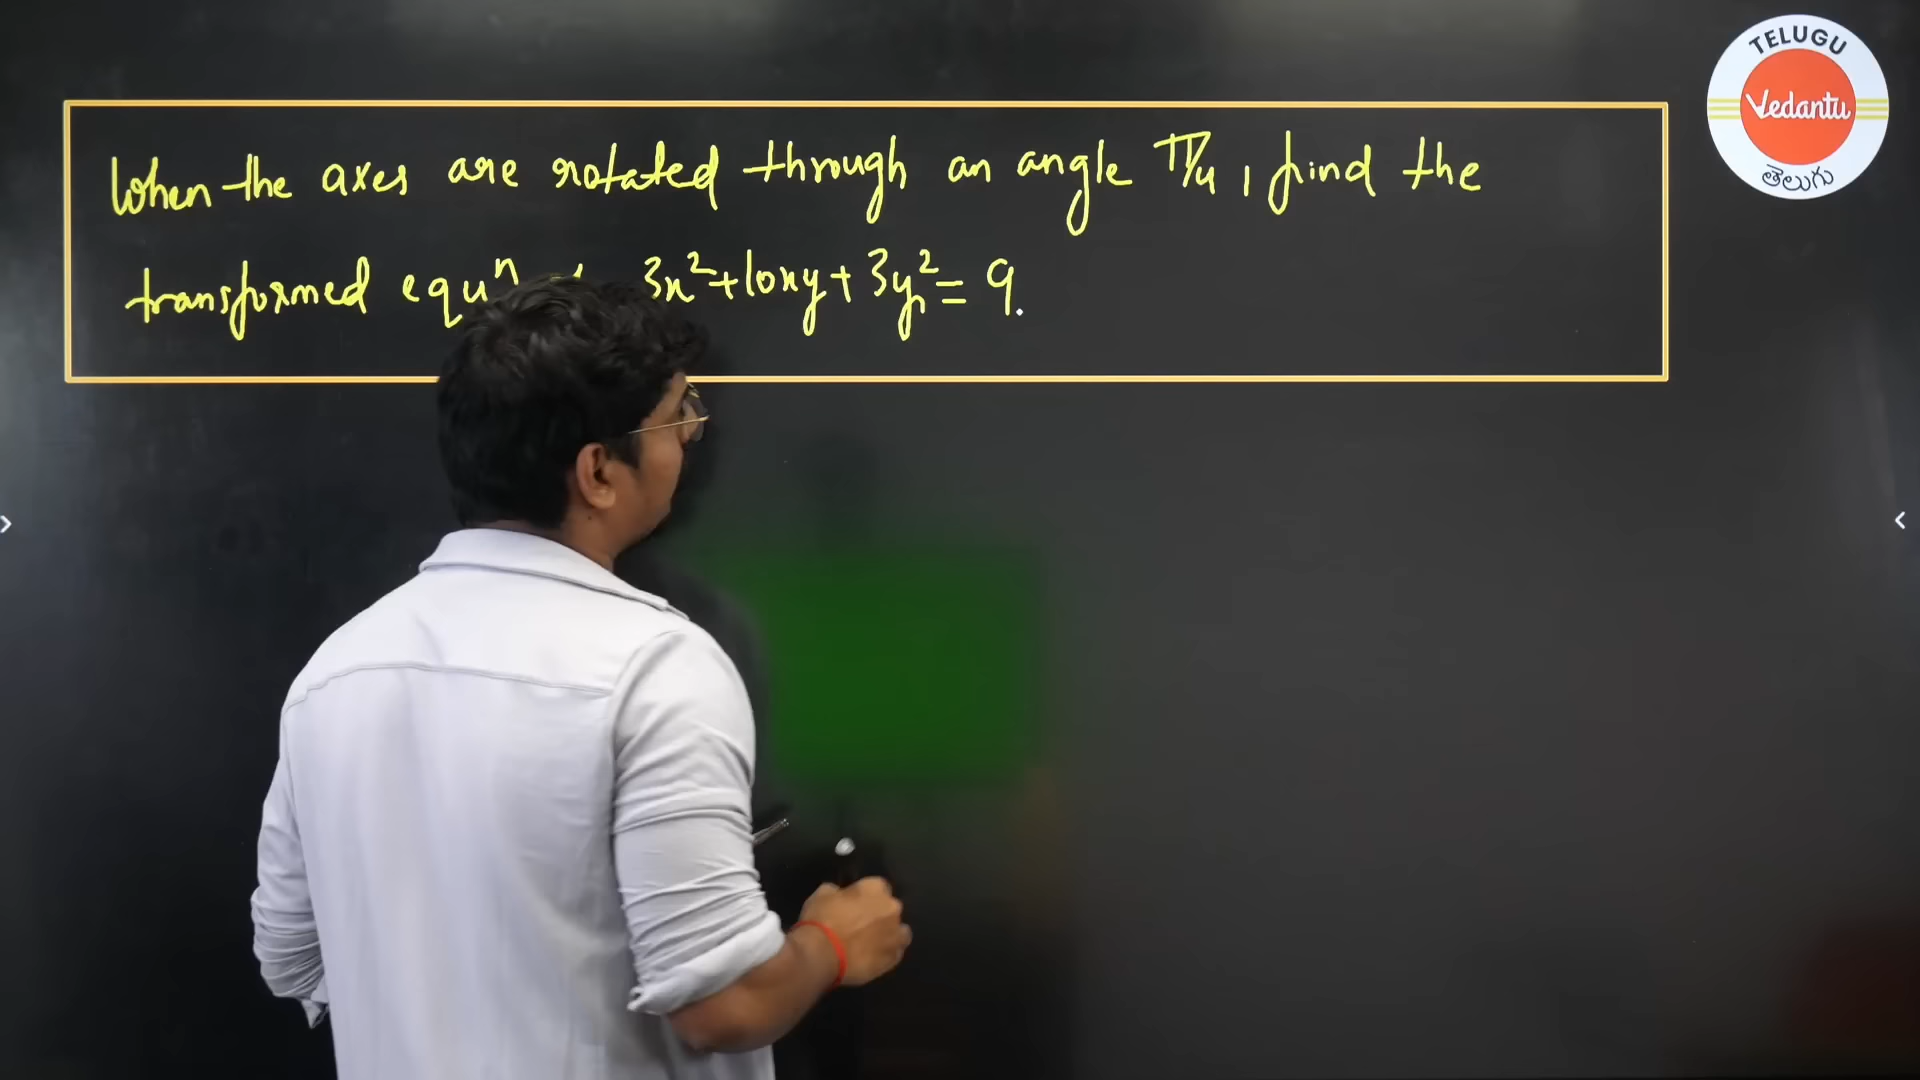 When the axes are rotated through an angle π/4, find the
transformed equⁿ 3x²+10xy+3y²=9.
TELUGU
Vedantu
తెలుగు